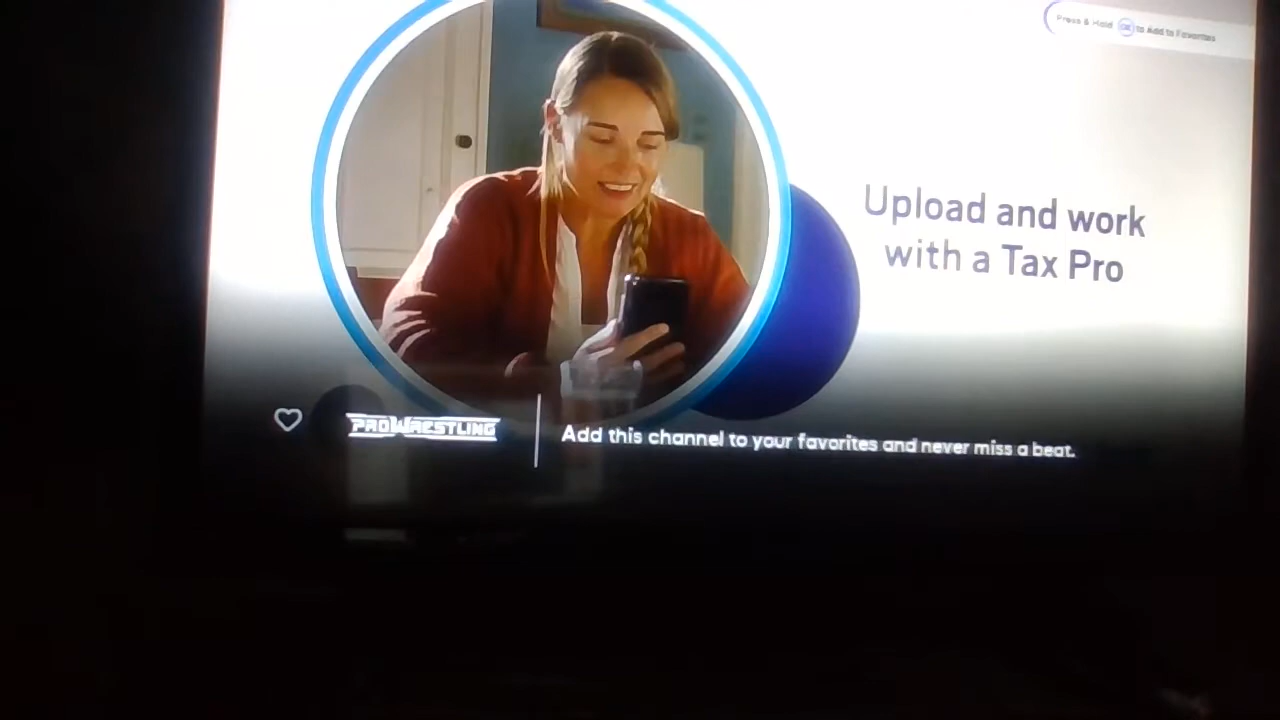 Press & Hold OK to Add to Favorites
Upload and work
with a Tax Pro
PROWRESTLING
Add this channel to your favorites and never miss a beat.